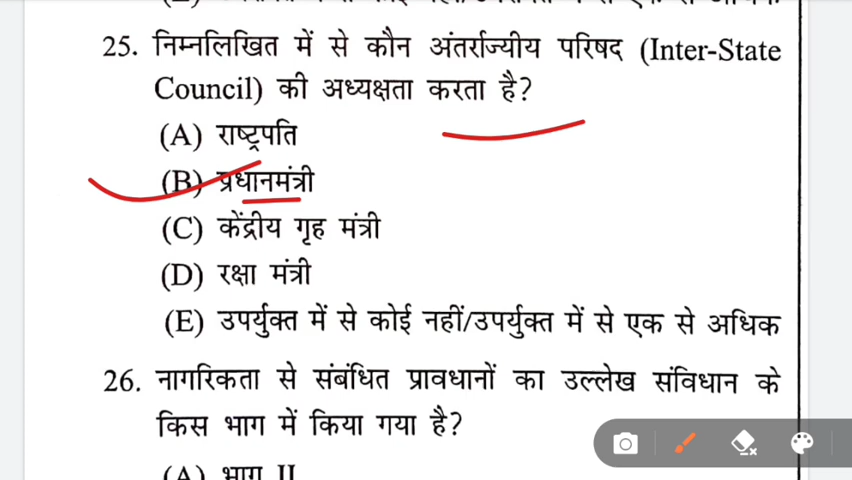 25. निम्नलिखित में से कौन अंतर्राज्यीय परिषद (Inter-State
Council) की अध्यक्षता करता है?
(A) राष्ट्रपति
(B) प्रधानमंत्री
(C) केंद्रीय गृह मंत्री
(D) रक्षा मंत्री
(E) उपर्युक्त में से कोई नहीं/उपर्युक्त में से एक से अधिक
26. नागरिकता से संबंधित प्रावधानों का उल्लेख संविधान के
किस भाग में किया गया है?
(A) भाग II